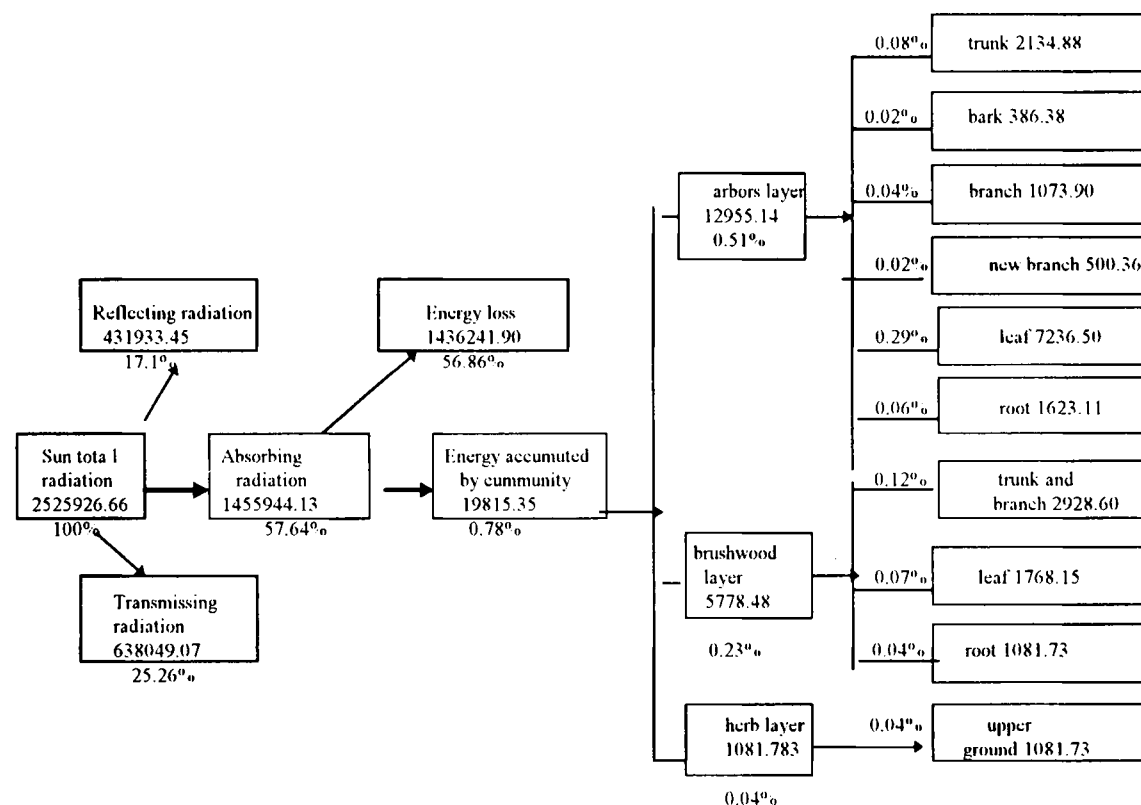 Sun tota l
radiation
2525926.66
100%
Reflecting radiation
431933.45
17.1%
Transmissing
radiation
638049.07
25.26%
Absorbing
radiation
1455944.13
57.64%
Energy loss
1436241.90
56.86%
Energy accumuted
by cummunity
19815.35
0.78%
arbors layer
12955.14
0.51%
0.08% trunk 2134.88
0.02% bark 386.38
0.04% branch 1073.90
0.02% new branch 500.36
0.29% leaf 7236.50
0.06% root 1623.11
brushwood
layer
5778.48
0.23%
0.12% trunk and
branch 2928.60
0.07% leaf 1768.15
0.04% root 1081.73
herb layer
1081.783
0.04%
0.04% upper
ground 1081.73